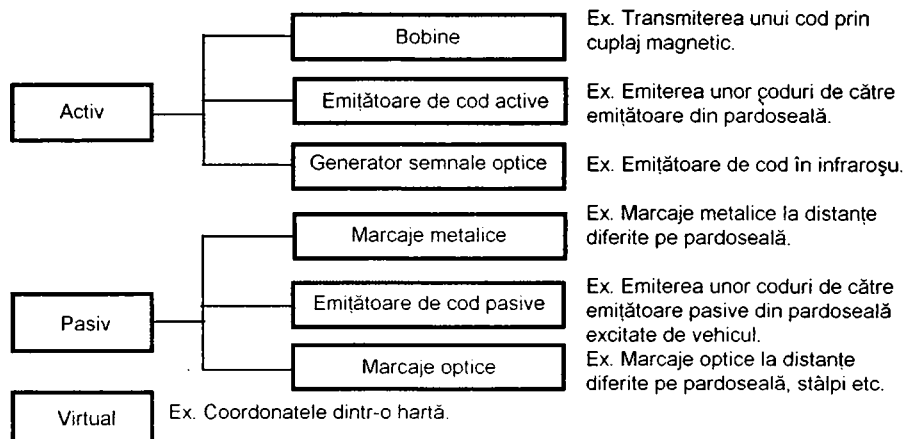 Bobine
Ex. Transmiterea unui cod prin
cuplaj magnetic.
Activ
Emițătoare de cod active
Ex. Emiterea unor coduri de către
emițătoare din pardoseală.
Generator semnale optice
Ex. Emițătoare de cod în infraroşu.
Marcaje metalice
Ex. Marcaje metalice la distanțe
diferite pe pardoseală.
Pasiv
Emițătoare de cod pasive
Ex. Emiterea unor coduri de către
emițătoare pasive din pardoseală
excitate de vehicul.
Marcaje optice
Ex. Marcaje optice la distanțe
diferite pe pardoseală, stâlpi etc.
Virtual
Ex. Coordonatele dintr-o hartă.